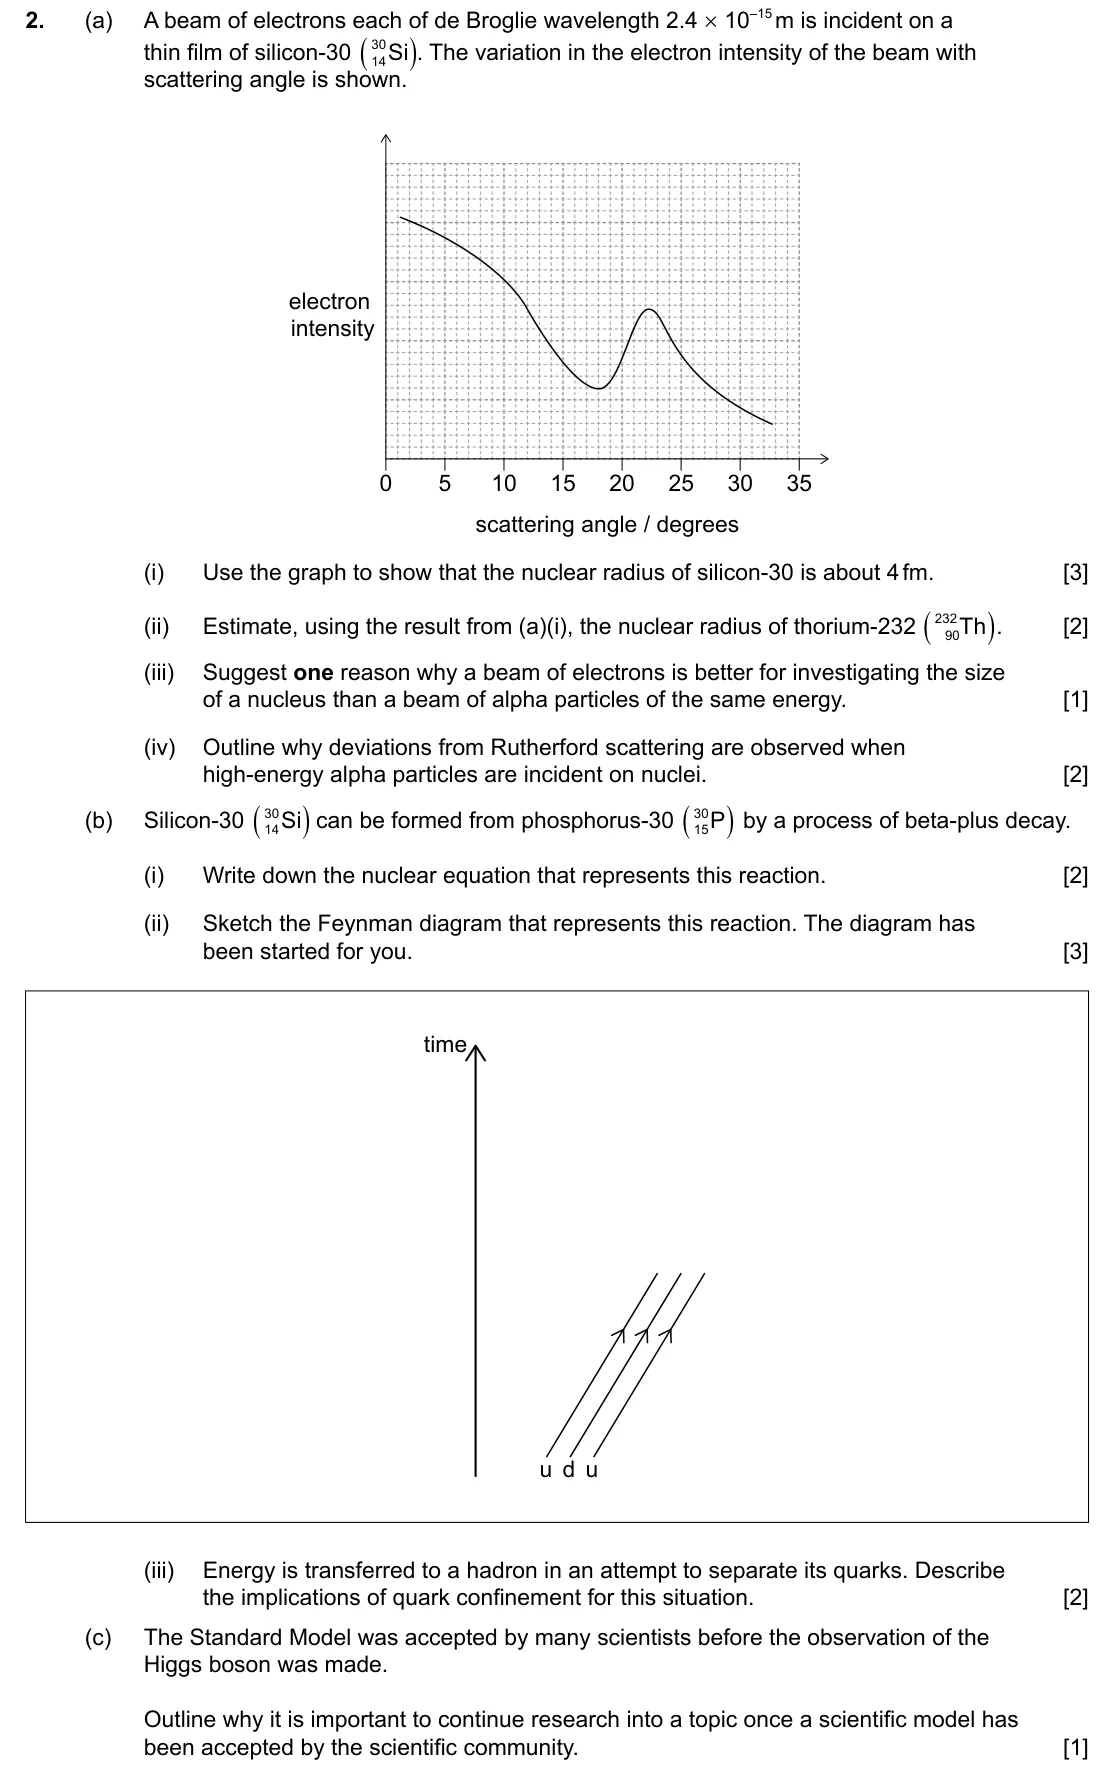 2. (a) A beam of electrons each of de Broglie wavelength 2.4 × 10⁻¹⁵ m is incident on a
thin film of silicon-30 (³⁰₁₄Si). The variation in the electron intensity of the beam with
scattering angle is shown.
electron
intensity
0 5 10 15 20 25 30 35
scattering angle / degrees
(i) Use the graph to show that the nuclear radius of silicon-30 is about 4 fm. [3]
(ii) Estimate, using the result from (a)(i), the nuclear radius of thorium-232 (²³²₉₀Th). [2]
(iii) Suggest one reason why a beam of electrons is better for investigating the size
of a nucleus than a beam of alpha particles of the same energy. [1]
(iv) Outline why deviations from Rutherford scattering are observed when
high-energy alpha particles are incident on nuclei. [2]
(b) Silicon-30 (³⁰₁₄Si) can be formed from phosphorus-30 (³⁰₁₅P) by a process of beta-plus decay.
(i) Write down the nuclear equation that represents this reaction. [2]
(ii) Sketch the Feynman diagram that represents this reaction. The diagram has
been started for you. [3]
time
u d u
(iii) Energy is transferred to a hadron in an attempt to separate its quarks. Describe
the implications of quark confinement for this situation. [2]
(c) The Standard Model was accepted by many scientists before the observation of the
Higgs boson was made.
Outline why it is important to continue research into a topic once a scientific model has
been accepted by the scientific community. [1]